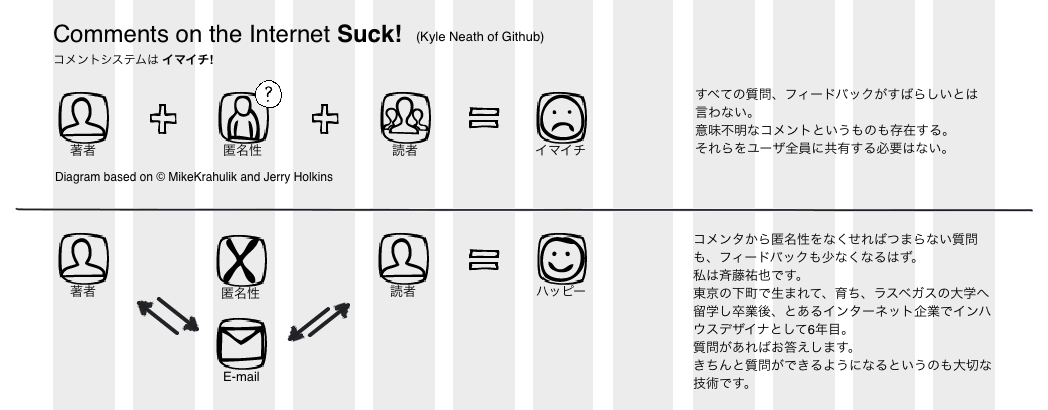 Comments on the Internet Suck! (Kyle Neath of Github)
コメントシステムは イマイチ!
?
著者 匿名性 読者 イマイチ
すべての質問、フィードバックがすばらしいとは
言わない。
意味不明なコメントというものも存在する。
それらをユーザ全員に共有する必要はない。
Diagram based on © MikeKrahulik and Jerry Holkins
著者 匿名性 読者 ハッピー
E-mail
コメンタから匿名性をなくせればつまらない質問
も、フィードバックも少なくなるはず。
私は斉藤祐也です。
東京の下町で生まれて、育ち、ラスベガスの大学へ
留学し卒業後、とあるインターネット企業でインハ
ウスデザイナとして6年目。
質問があればお答えします。
きちんと質問ができるようになるというのも大切な
技術です。